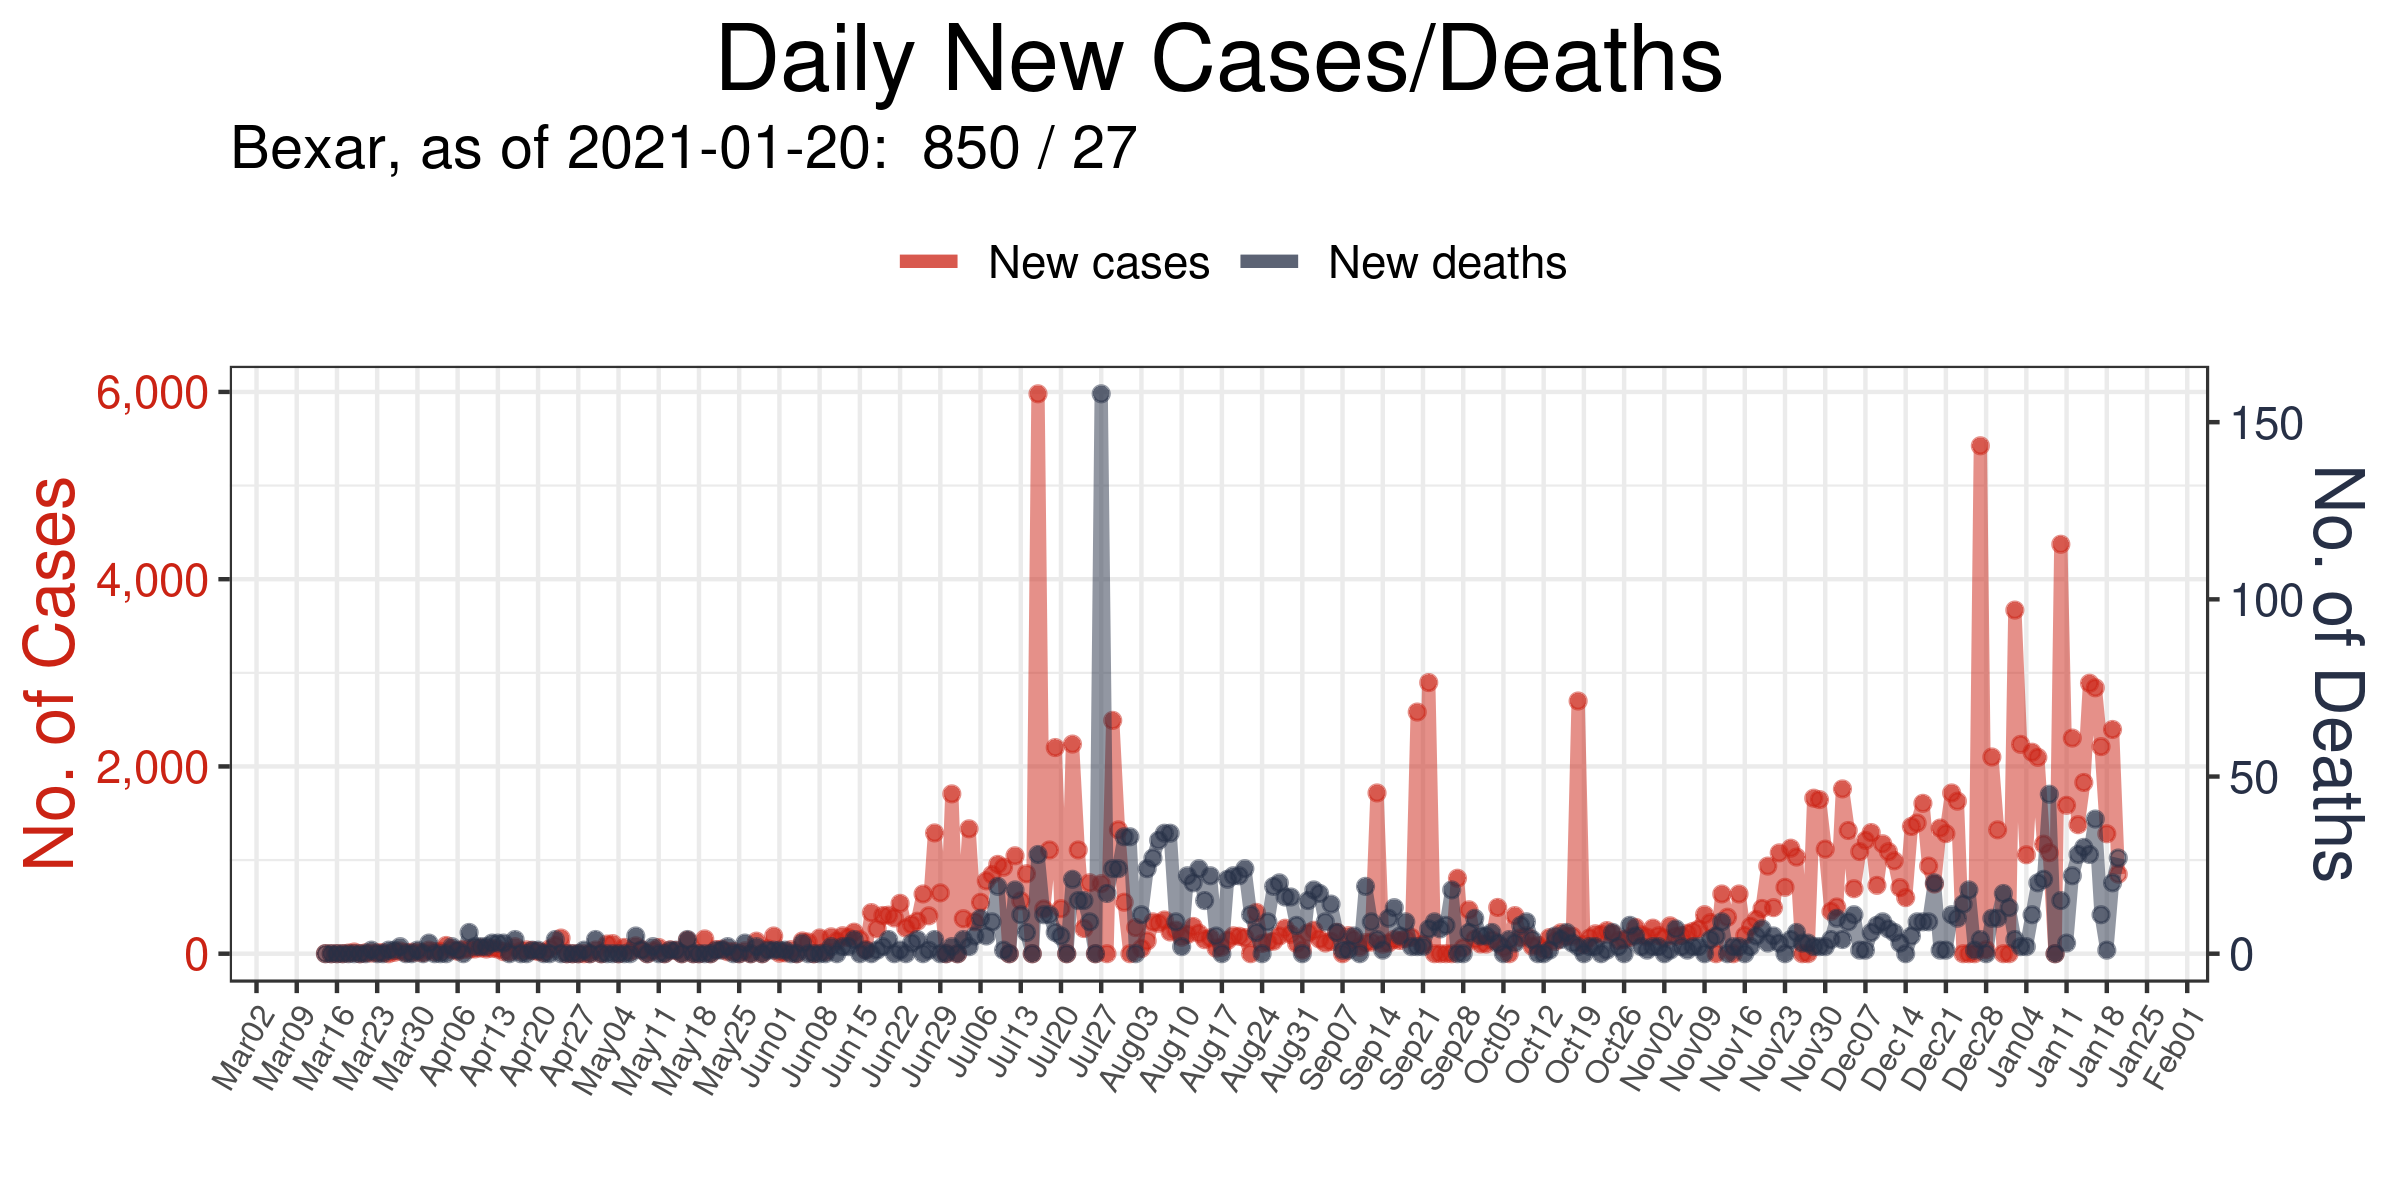 Daily New Cases/Deaths
Bexar, as of 2021-01-20:  850 / 27
New cases New deaths
No. of Cases
6,000
4,000
2,000
0
150
100
50
0
No. of Deaths
Mar02 Mar09 Mar16 Mar23 Mar30 Apr06 Apr13 Apr20 Apr27 May04 May11 May18 May25 Jun01 Jun08 Jun15 Jun22 Jun29 Jul06 Jul13 Jul20 Jul27 Aug03 Aug10 Aug17 Aug24 Aug31 Sep07 Sep14 Sep21 Sep28 Oct05 Oct12 Oct19 Oct26 Nov02 Nov09 Nov16 Nov23 Nov30 Dec07 Dec14 Dec21 Dec28 Jan04 Jan11 Jan18 Jan25 Feb01